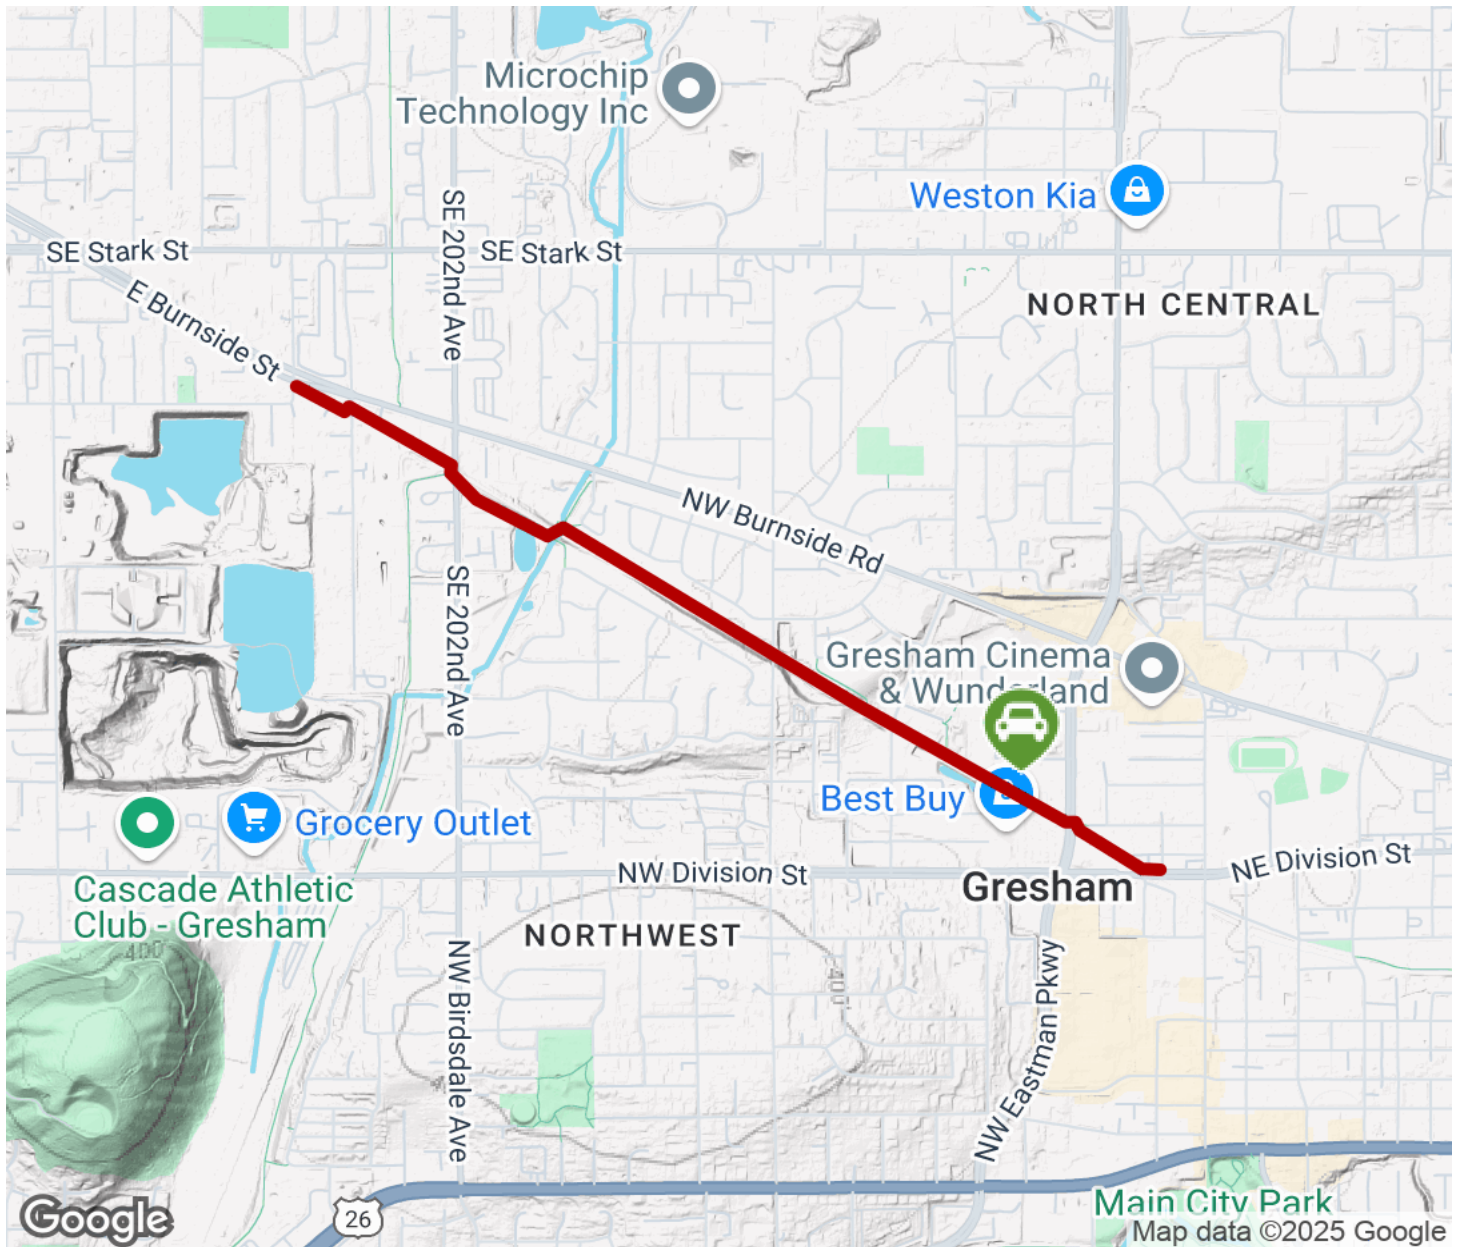 Microchip
Technology Inc
Weston Kia
SE 202nd Ave
SE Stark St
SE Stark St
E Burnside St
NORTH CENTRAL
NW Burnside Rd
SE 202nd Ave
Gresham Cinema
& Wunderland
Best Buy
Grocery Outlet
Cascade Athletic
Club - Gresham
NW Division St
NE Division St
Gresham
NORTHWEST
400
400'
NW Birdsdale Ave
NW Eastman Pkwy
Main City Park
26
Google
Map data ©2025 Google